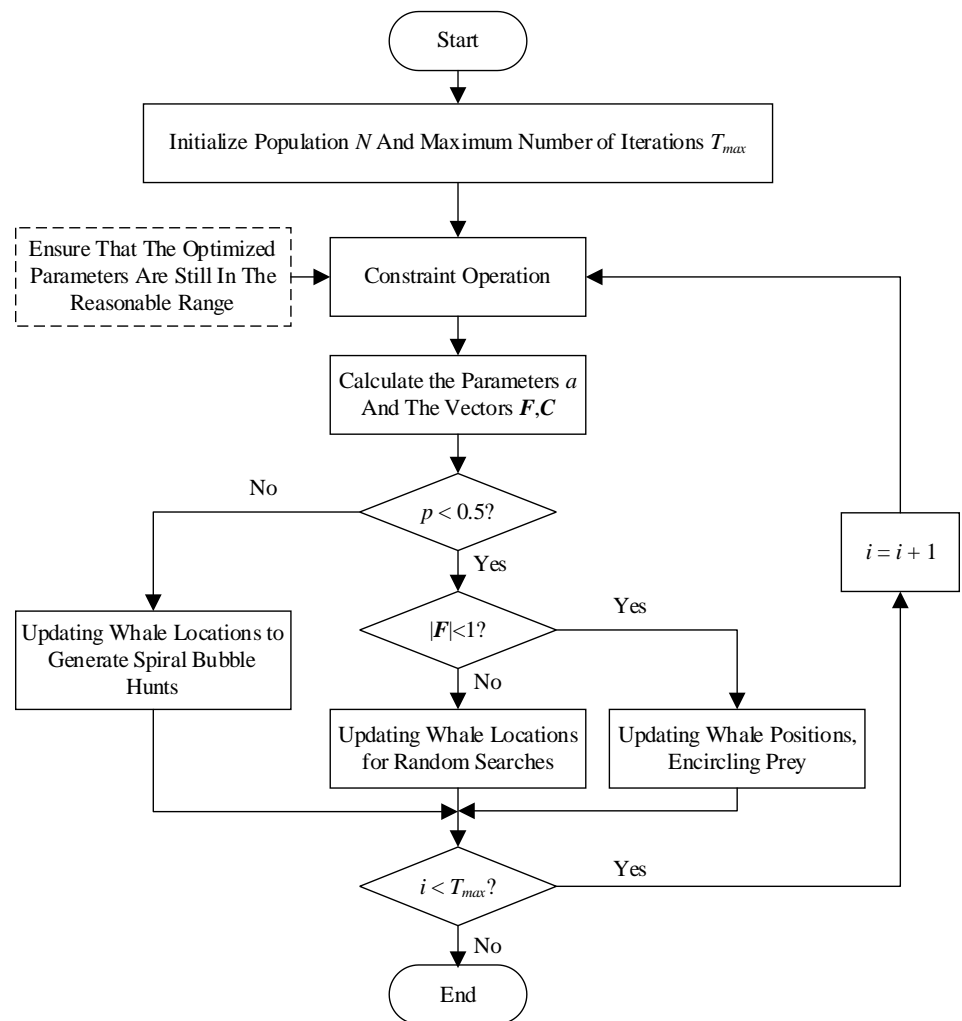 Start
Initialize Population N And Maximum Number of Iterations Tmax
Ensure That The Optimized
Parameters Are Still In The
Reasonable Range
Constraint Operation
Calculate the Parameters a
And The Vectors F,C
No
p < 0.5?
Yes
i = i + 1
Updating Whale Locations to
Generate Spiral Bubble
Hunts
|F|<1?
Yes
No
Updating Whale Locations
for Random Searches
Updating Whale Positions,
Encircling Prey
i < Tmax?
Yes
No
End